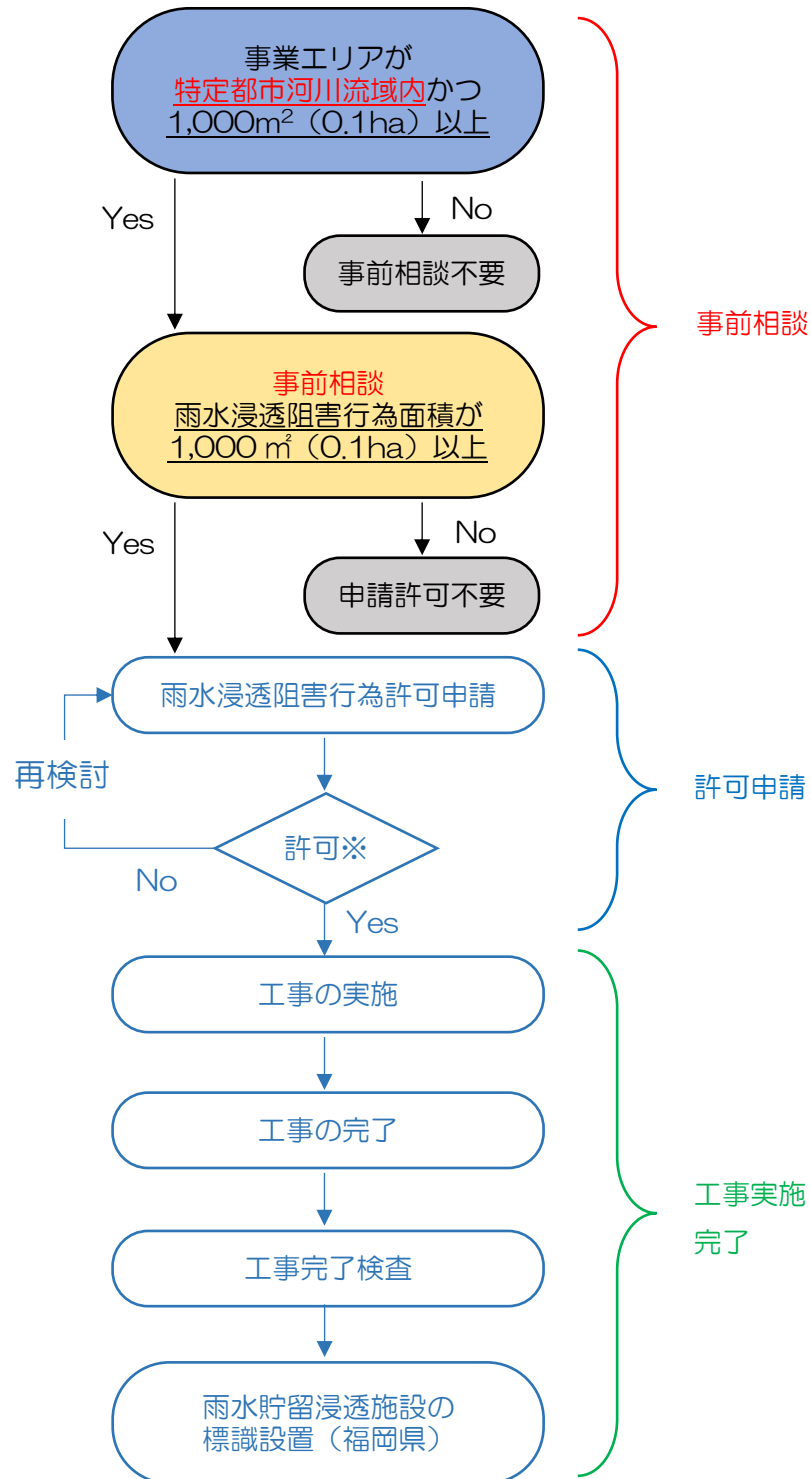 事業エリアが
特定都市河川流域内かつ
1,000m²（0.1ha）以上
Yes
No
事前相談不要
事前相談
事前相談
雨水浸透阻害行為面積が
1,000㎡（0.1ha）以上
Yes
No
申請許可不要
雨水浸透阻害行為許可申請
再検討
許可申請
許可※
No
Yes
工事の実施
工事の完了
工事実施
完了
工事完了検査
雨水貯留浸透施設の
標識設置（福岡県）